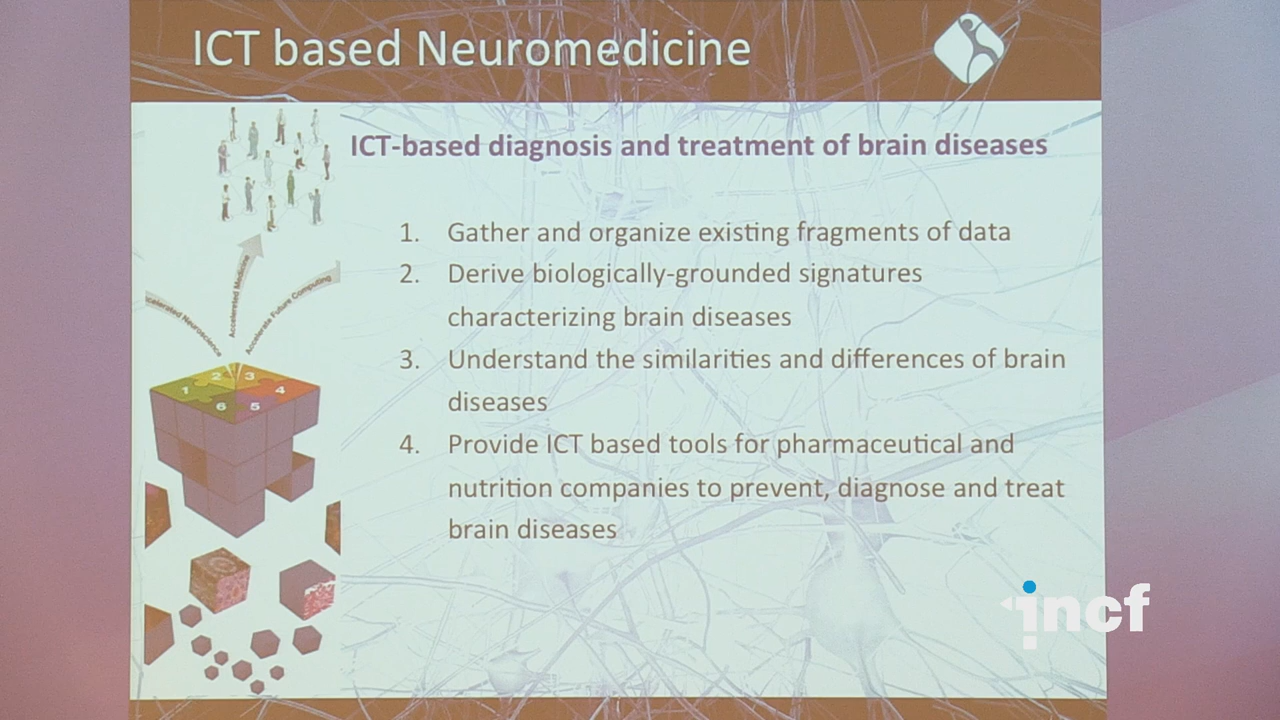 ICT based Neuromedicine
ICT-based diagnosis and treatment of brain diseases
1. Gather and organize existing fragments of data
2. Derive biologically-grounded signatures
characterizing brain diseases
3. Understand the similarities and differences of brain
diseases
4. Provide ICT based tools for pharmaceutical and
nutrition companies to prevent, diagnose and treat
brain diseases
Accelerated Medicine
Accelerate Future Computing
Neuroscience
1 2 3 4
6 5
incf